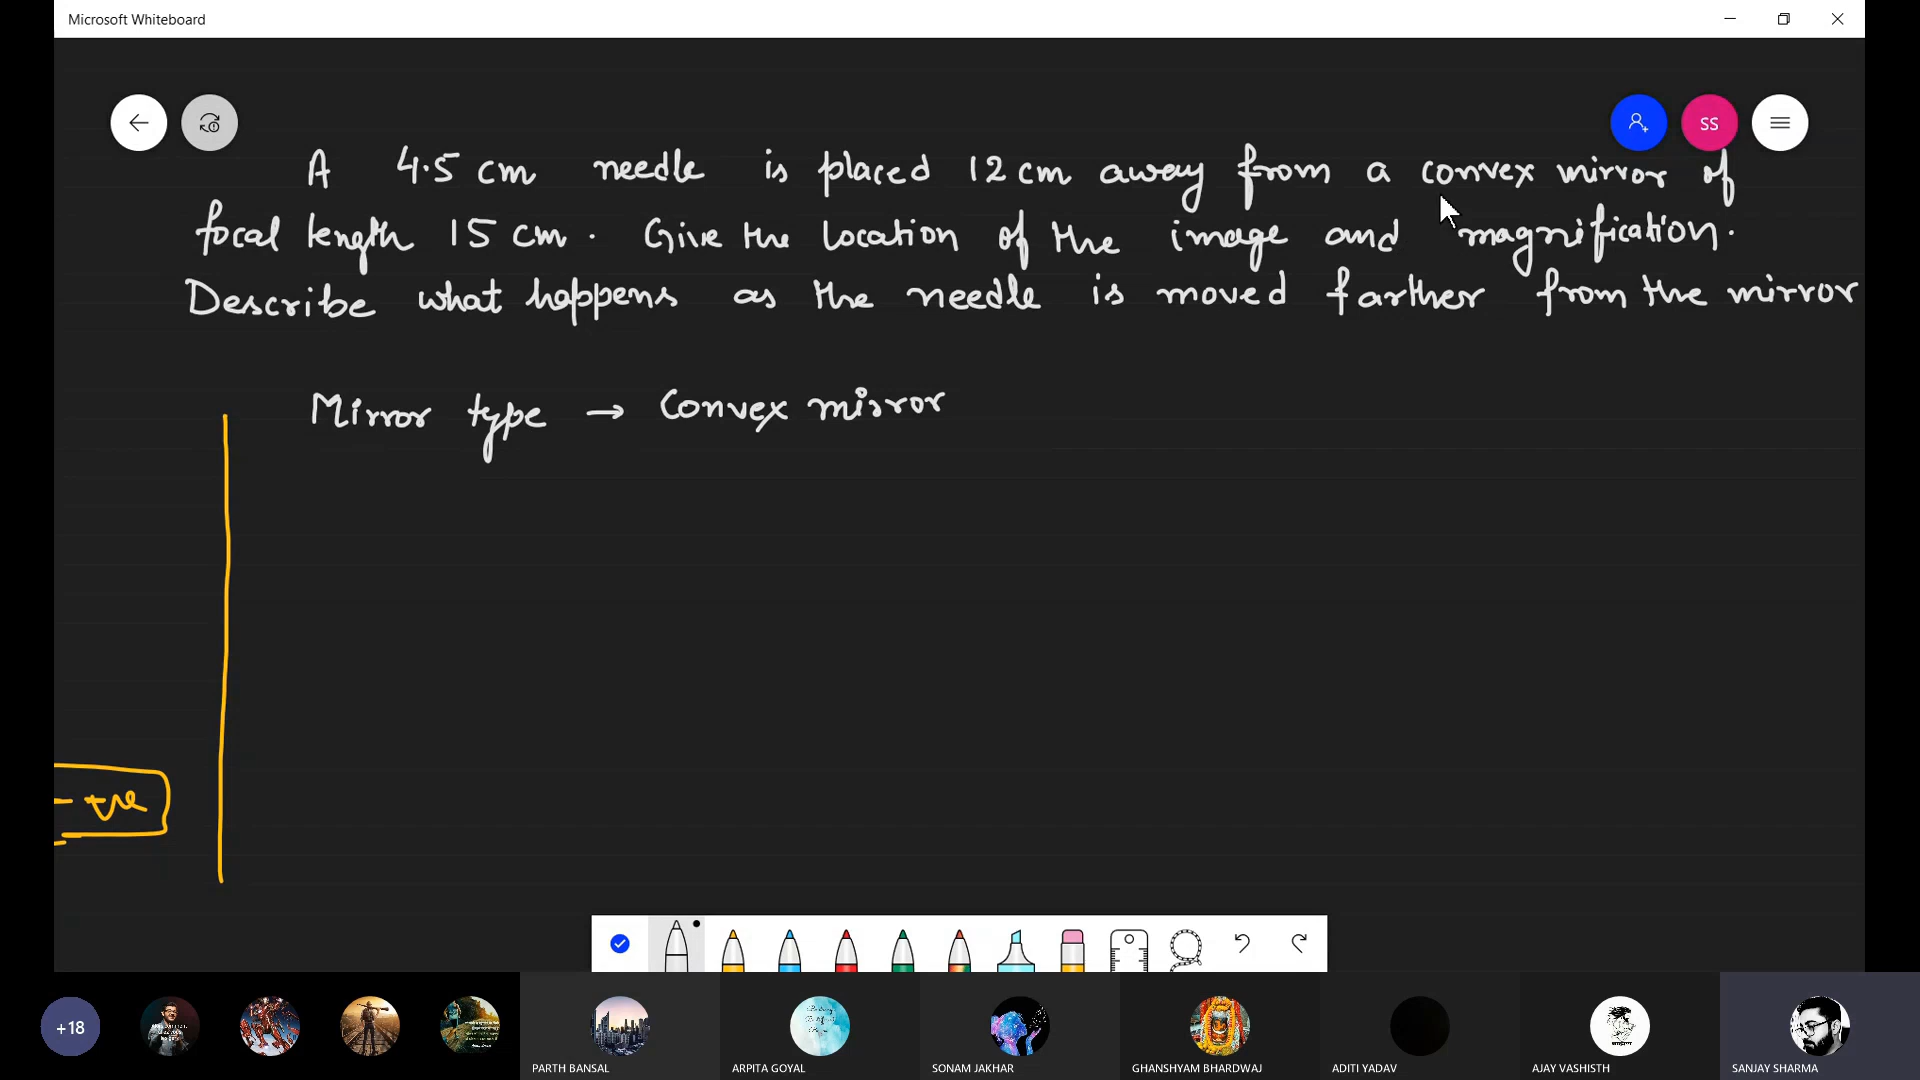 Microsoft Whiteboard
SS
A 4.5 cm needle is placed 12 cm away from a convex mirror of
focal length 15 cm. Give the location of the image and magnification.
Describe what happens as the needle is moved farther from the mirror
Mirror type → Convex mirror
- +ve
+18
PARTH BANSAL
ARPITA GOYAL
SONAM JAKHAR
GHANSHYAM BHARDWAJ
ADITI YADAV
AJAY VASHISTH
SANJAY SHARMA